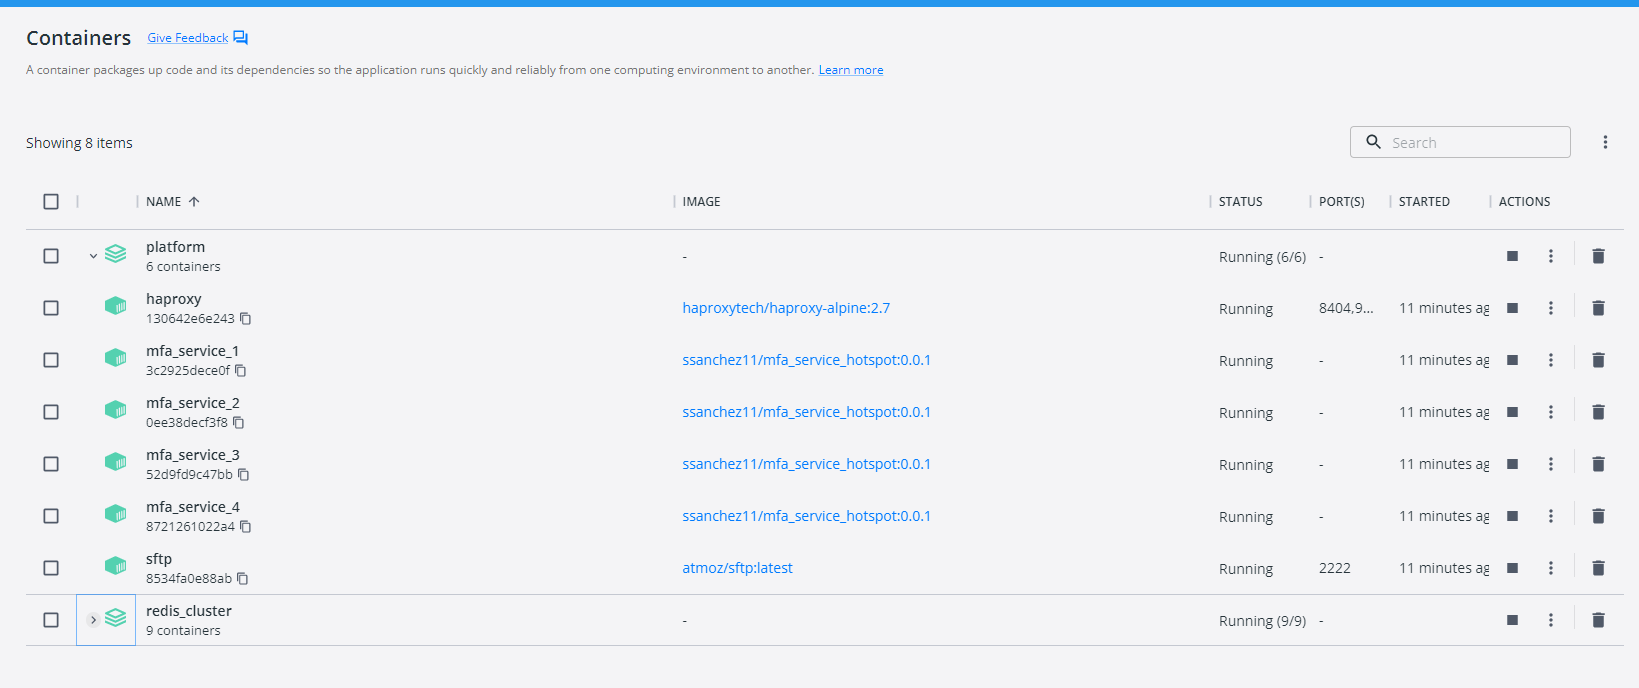 Containers Give Feedback
A container packages up code and its dependencies so the application runs quickly and reliably from one computing environment to another. Learn more
Showing 8 items
Search
NAME IMAGE STATUS PORT(S) STARTED ACTIONS
platform
6 containers
- Running (6/6) -
haproxy
130642e6e243
haproxytech/haproxy-alpine:2.7 Running 8404,9... 11 minutes ag
mfa_service_1
3c2925dece0f
ssanchez11/mfa_service_hotspot:0.0.1 Running - 11 minutes ag
mfa_service_2
0ee38decf3f8
ssanchez11/mfa_service_hotspot:0.0.1 Running - 11 minutes ag
mfa_service_3
52d9fd9c47bb
ssanchez11/mfa_service_hotspot:0.0.1 Running - 11 minutes ag
mfa_service_4
8721261022a4
ssanchez11/mfa_service_hotspot:0.0.1 Running - 11 minutes ag
sftp
8534fa0e88ab
atmoz/sftp:latest Running 2222 11 minutes ag
redis_cluster
9 containers
- Running (9/9) -